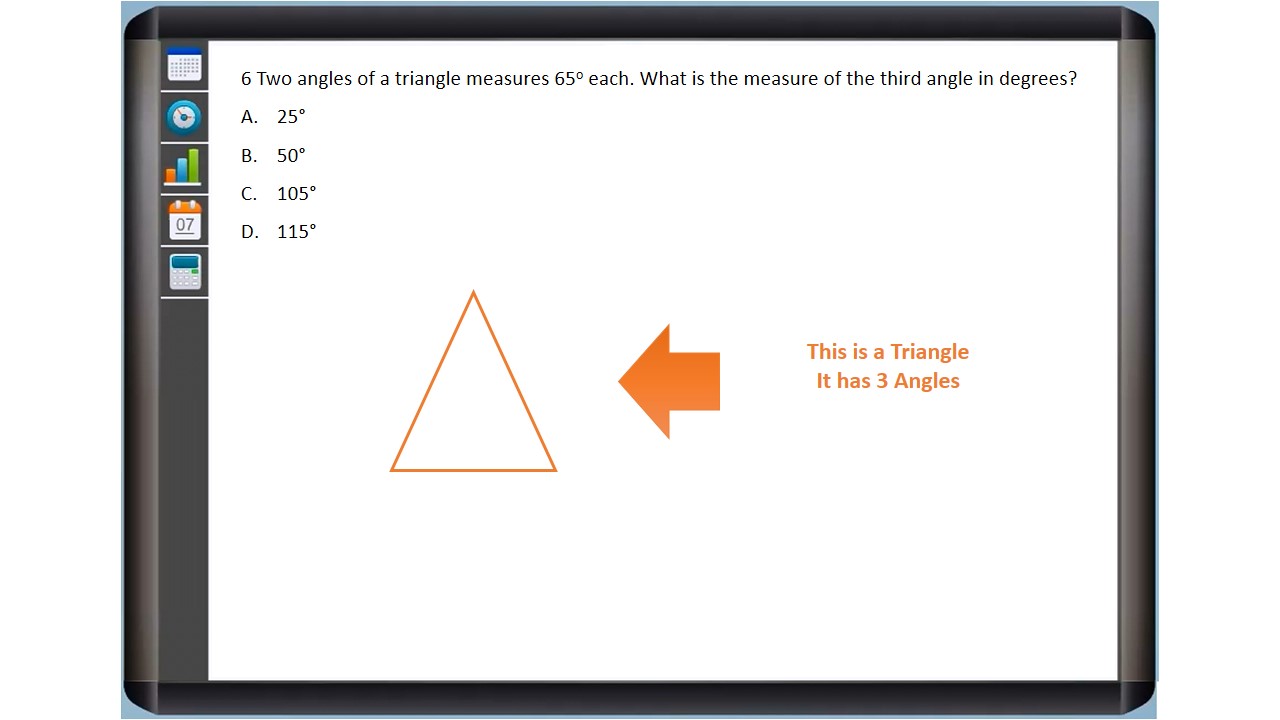 6 Two angles of a triangle measures 65º each. What is the measure of the third angle in degrees?
A. 25°
B. 50°
C. 105°
D. 115°
07
This is a Triangle
It has 3 Angles